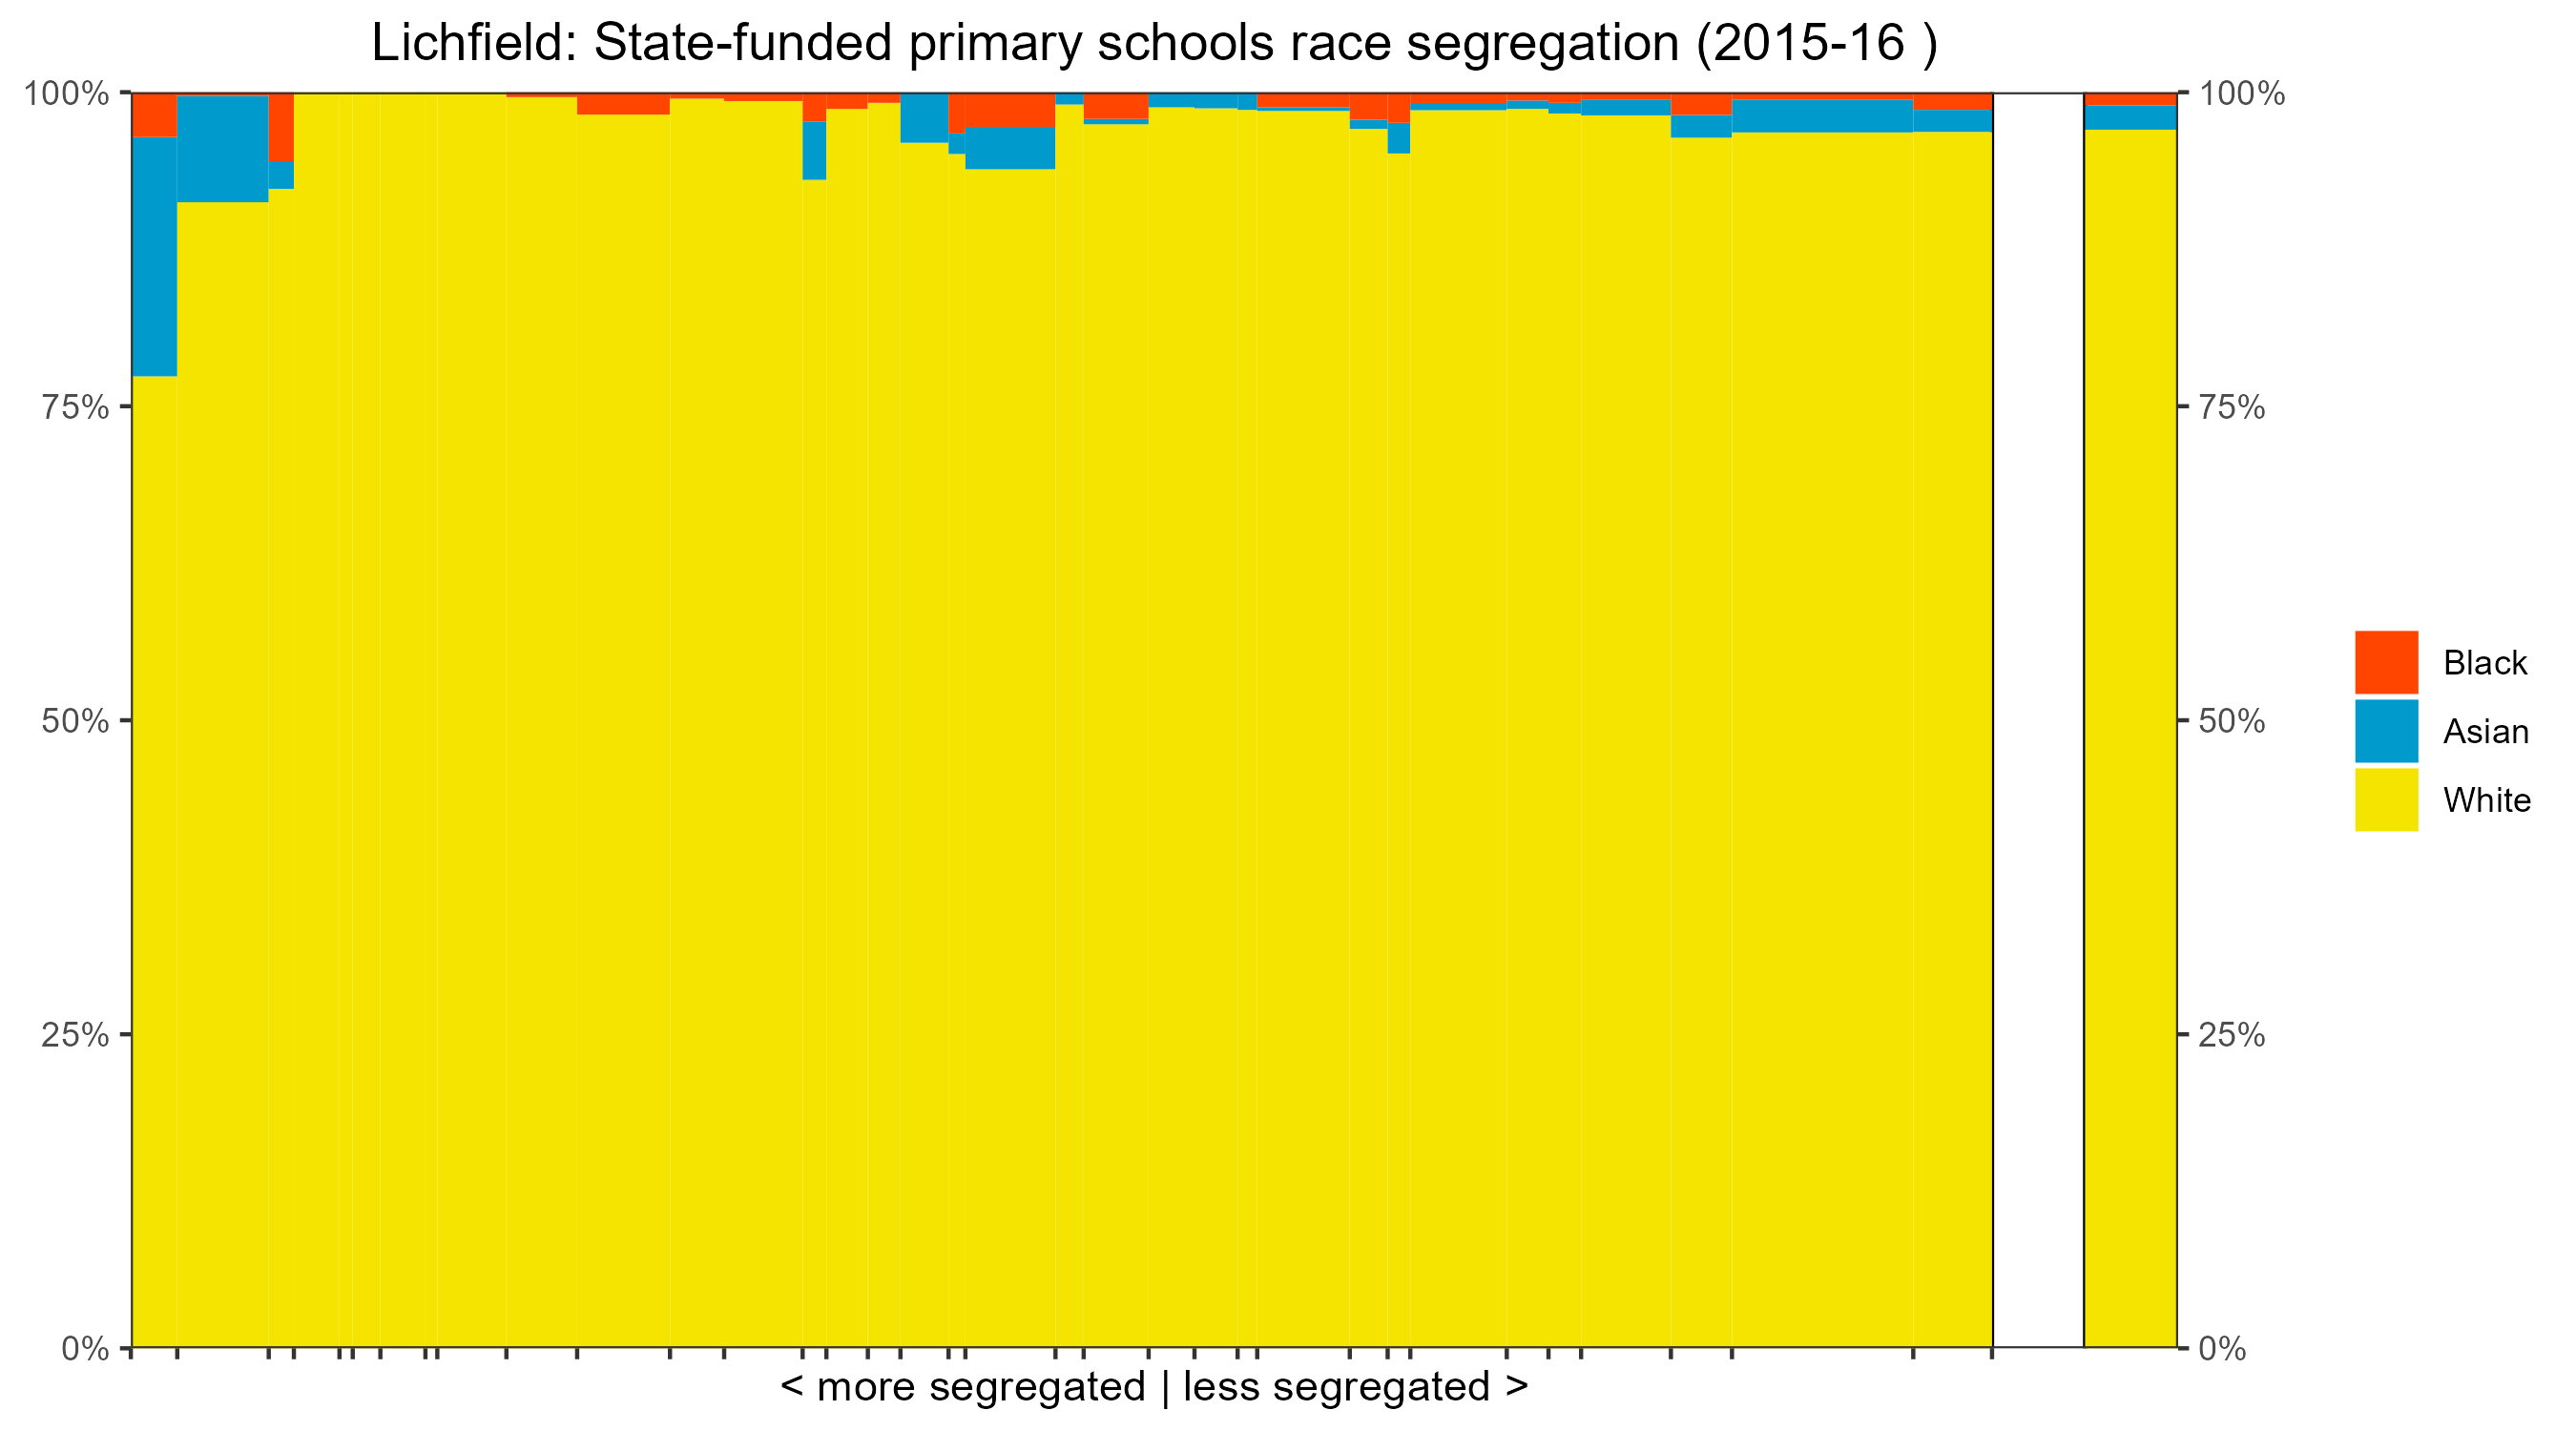 Lichfield: State-funded primary schools race segregation (2015-16 )
100%
75%
50%
25%
0%
100%
75%
50%
25%
0%
Black
Asian
White
< more segregated | less segregated >